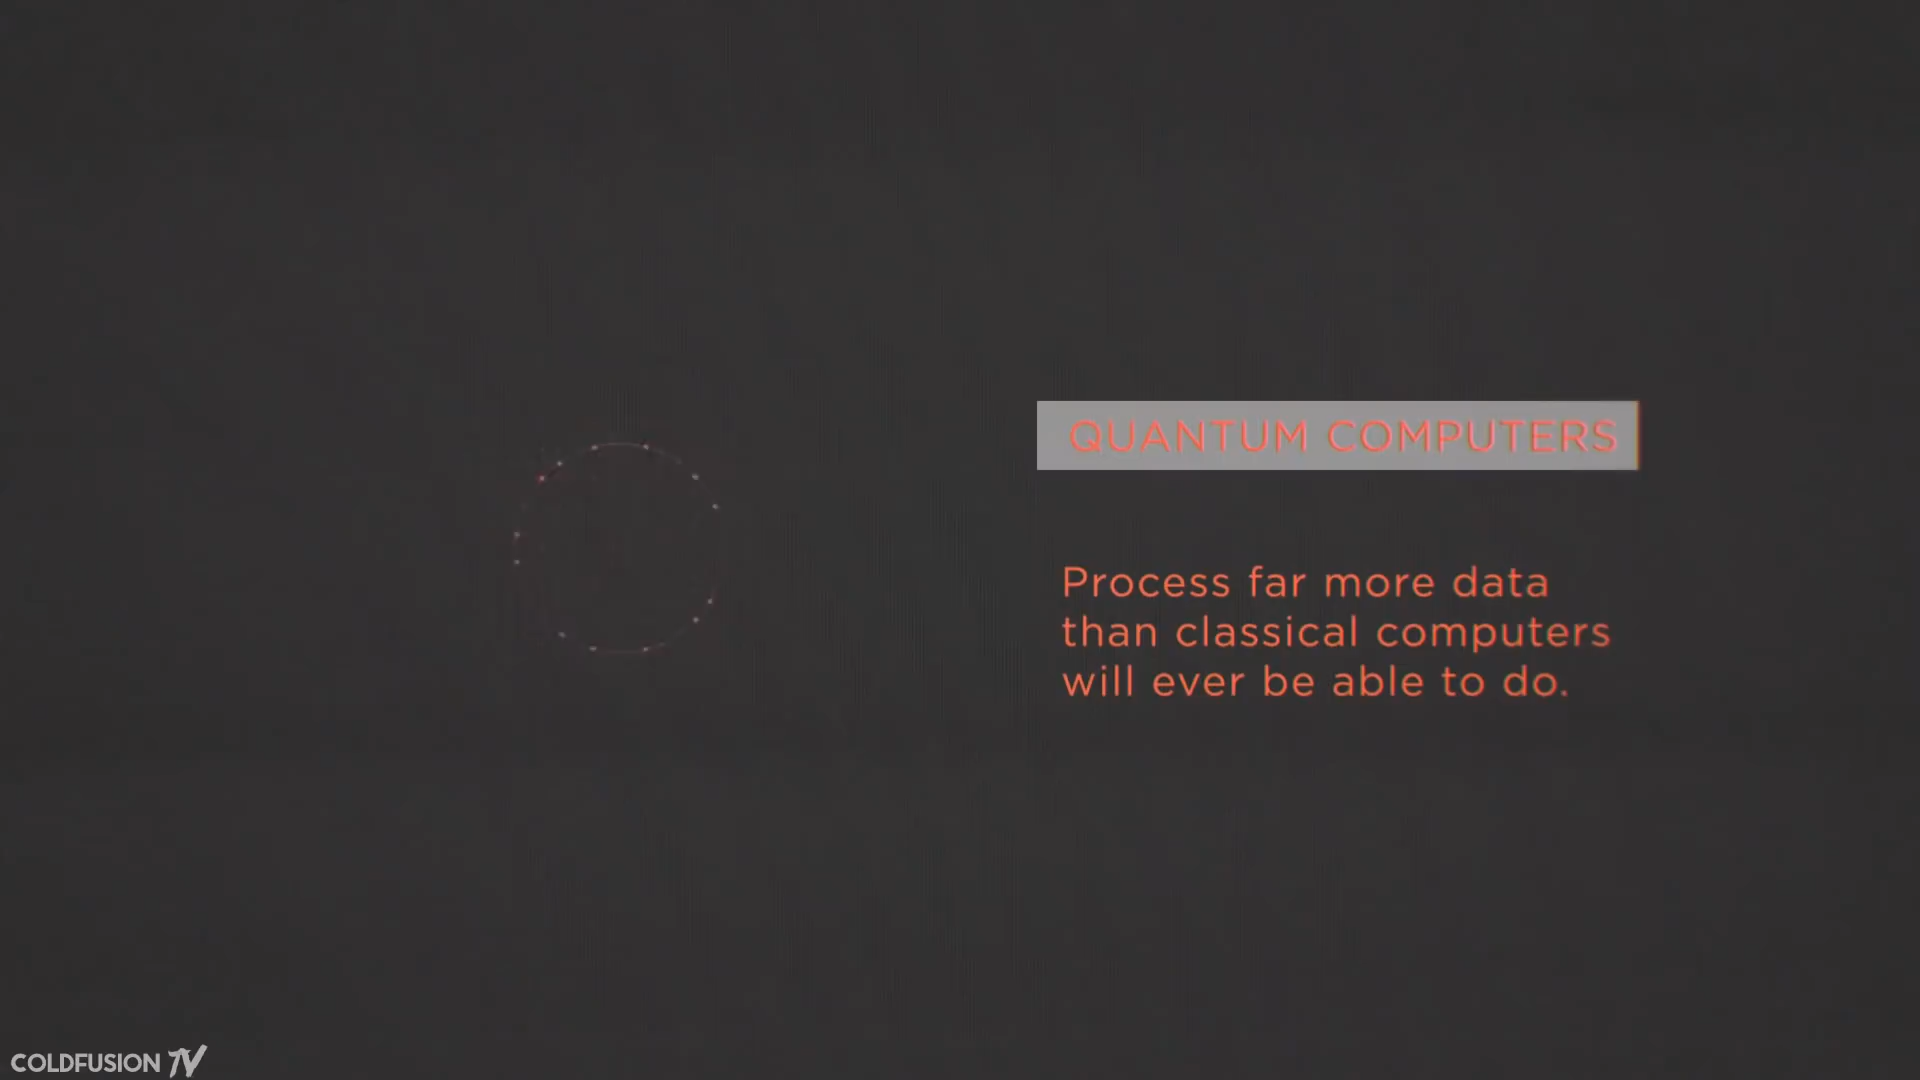 QUANTUM COMPUTERS
Process far more data
than classical computers
will ever be able to do.
COLDFUSION TV